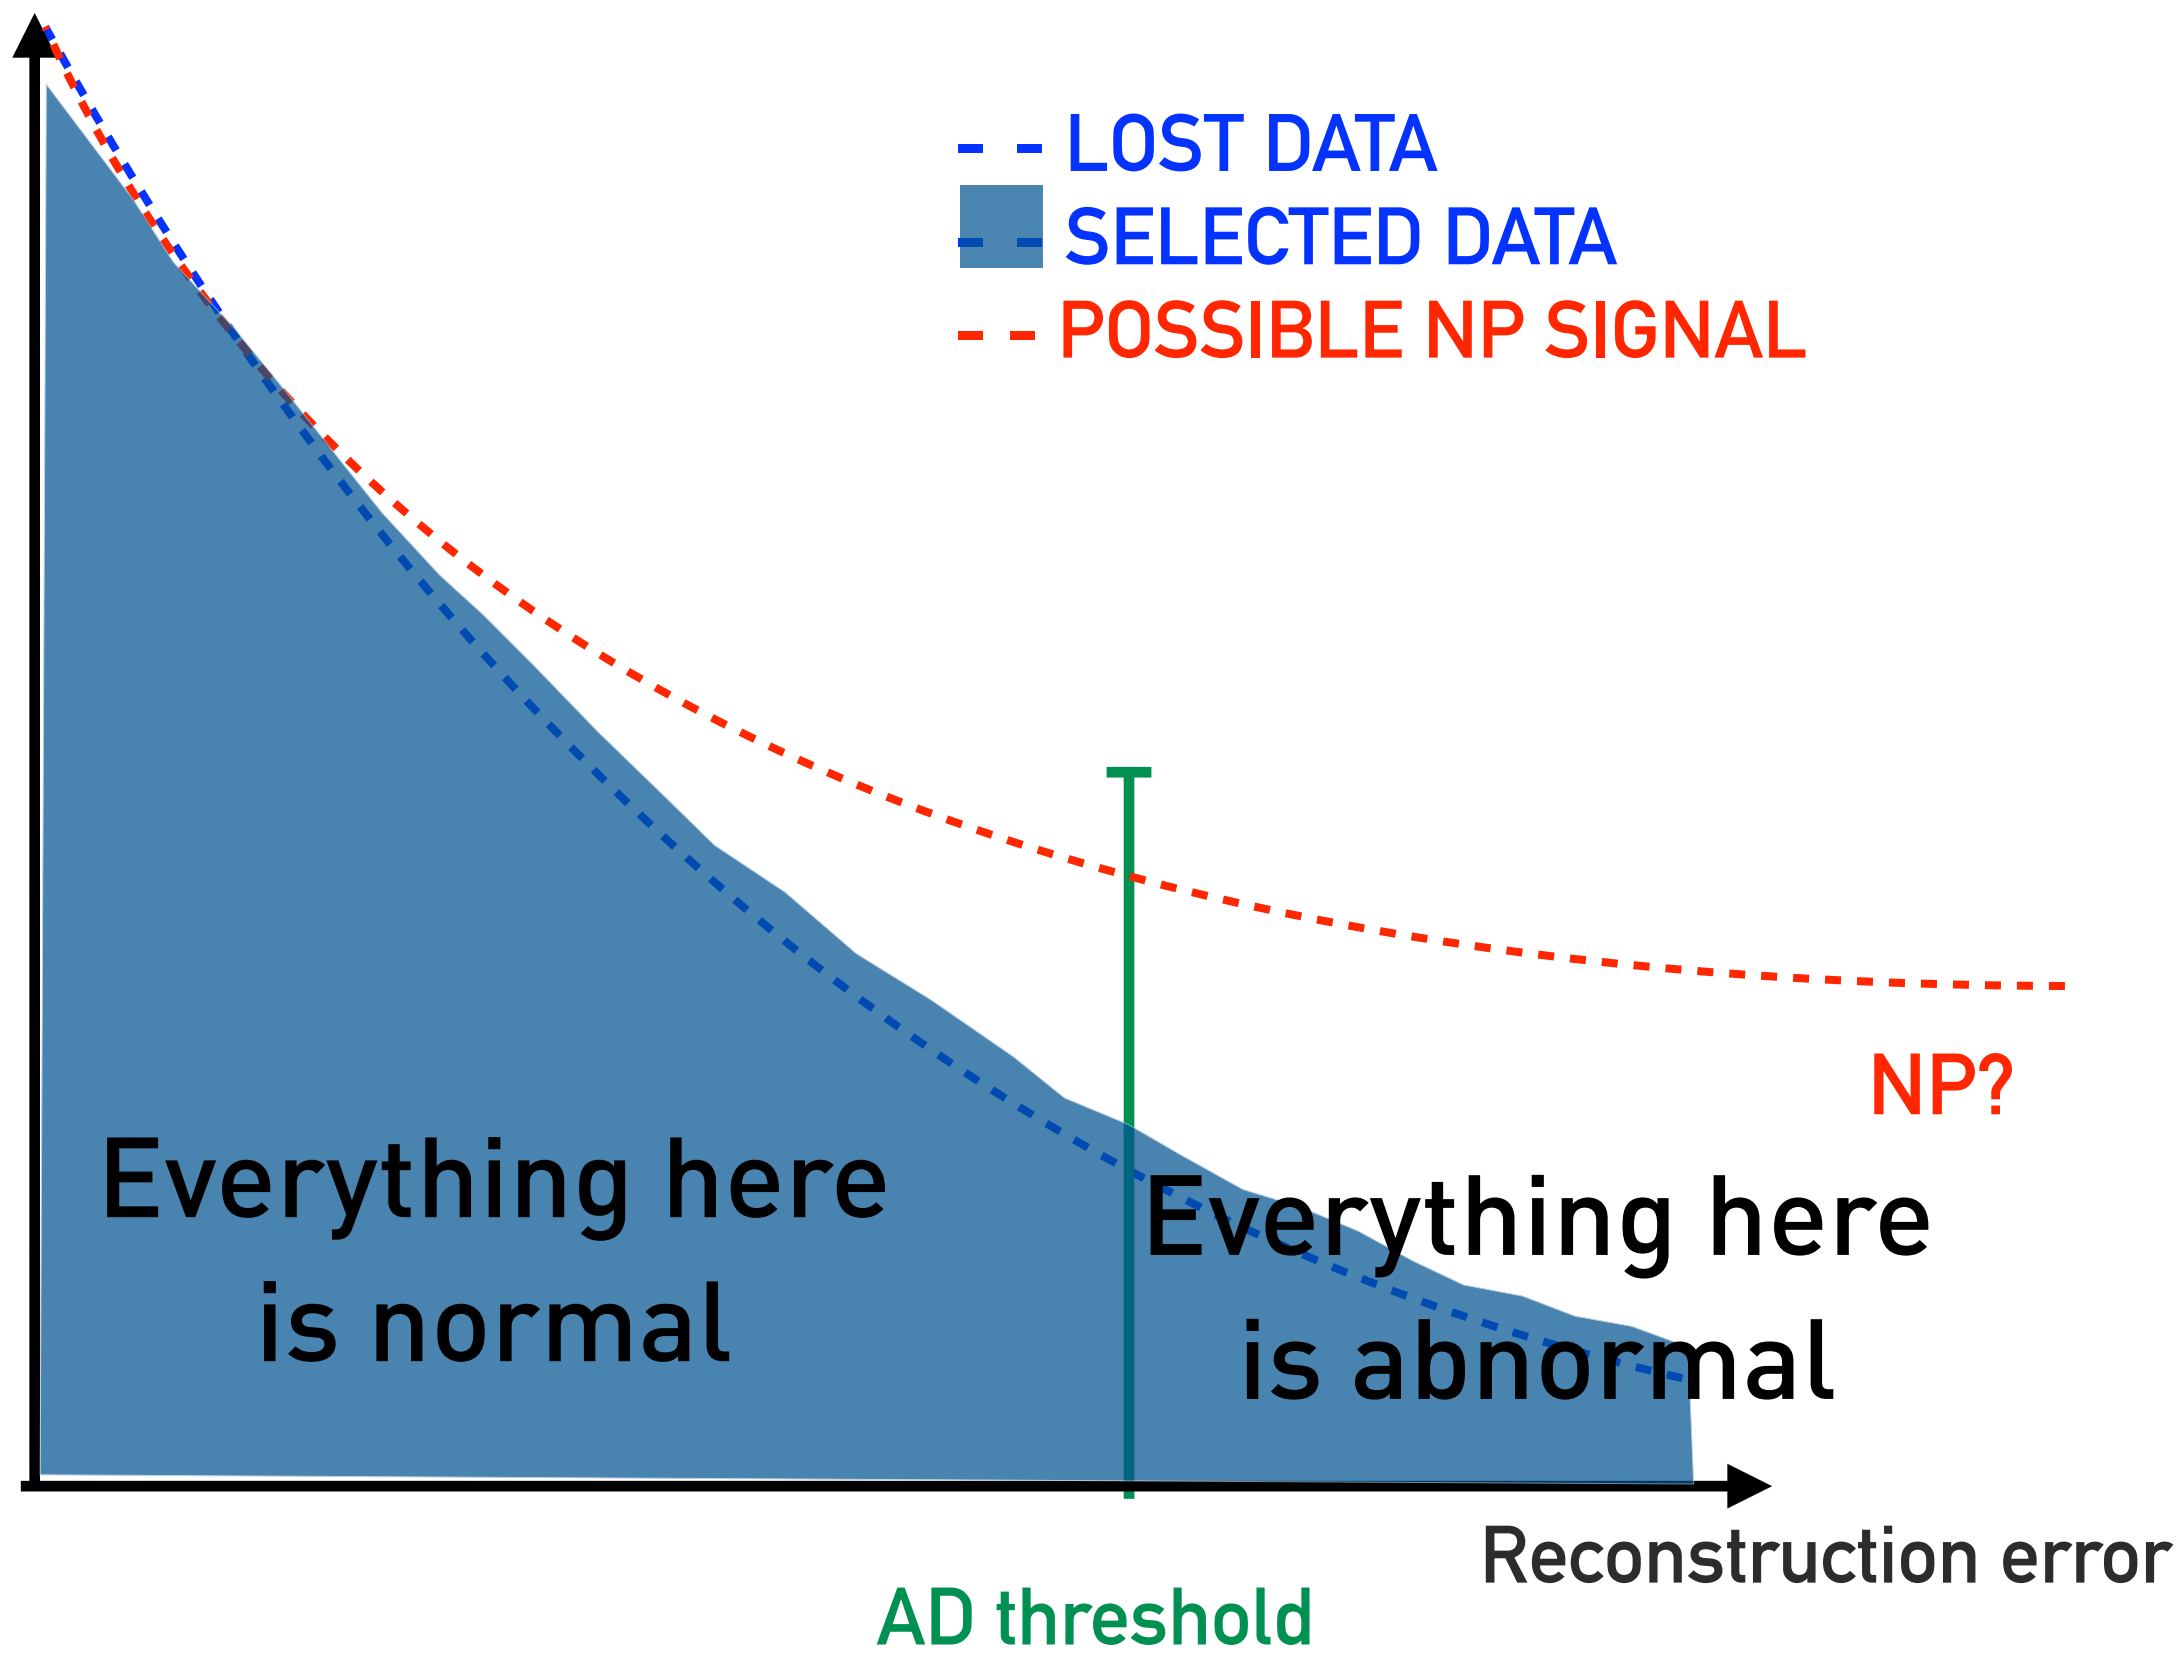 LOST DATA
SELECTED DATA
POSSIBLE NP SIGNAL
NP?
Everything here
is normal
Everything here
is abnormal
Reconstruction error
AD threshold